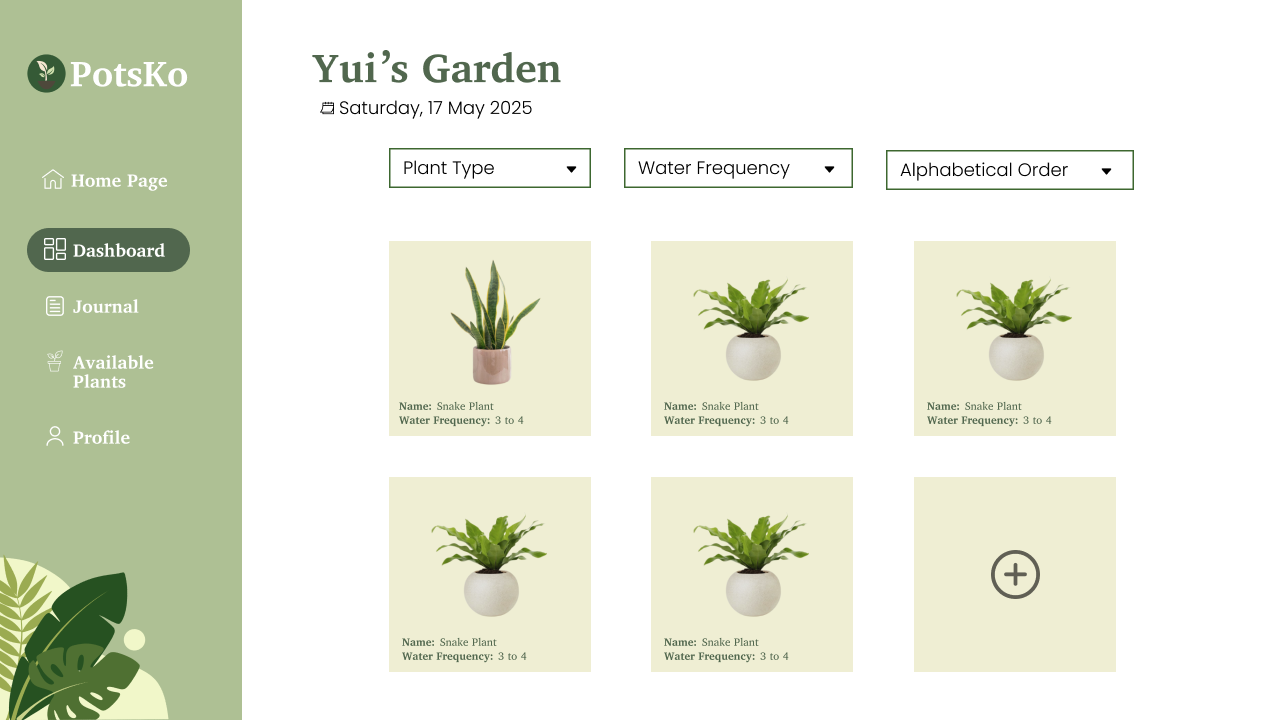 PotsKo
Home Page
Dashboard
Journal
Available
Plants
Profile
Yui’s Garden
Saturday, 17 May 2025
Plant Type
Water Frequency
Alphabetical Order
Name: Snake Plant
Water Frequency: 3 to 4
Name: Snake Plant
Water Frequency: 3 to 4
Name: Snake Plant
Water Frequency: 3 to 4
Name: Snake Plant
Water Frequency: 3 to 4
Name: Snake Plant
Water Frequency: 3 to 4